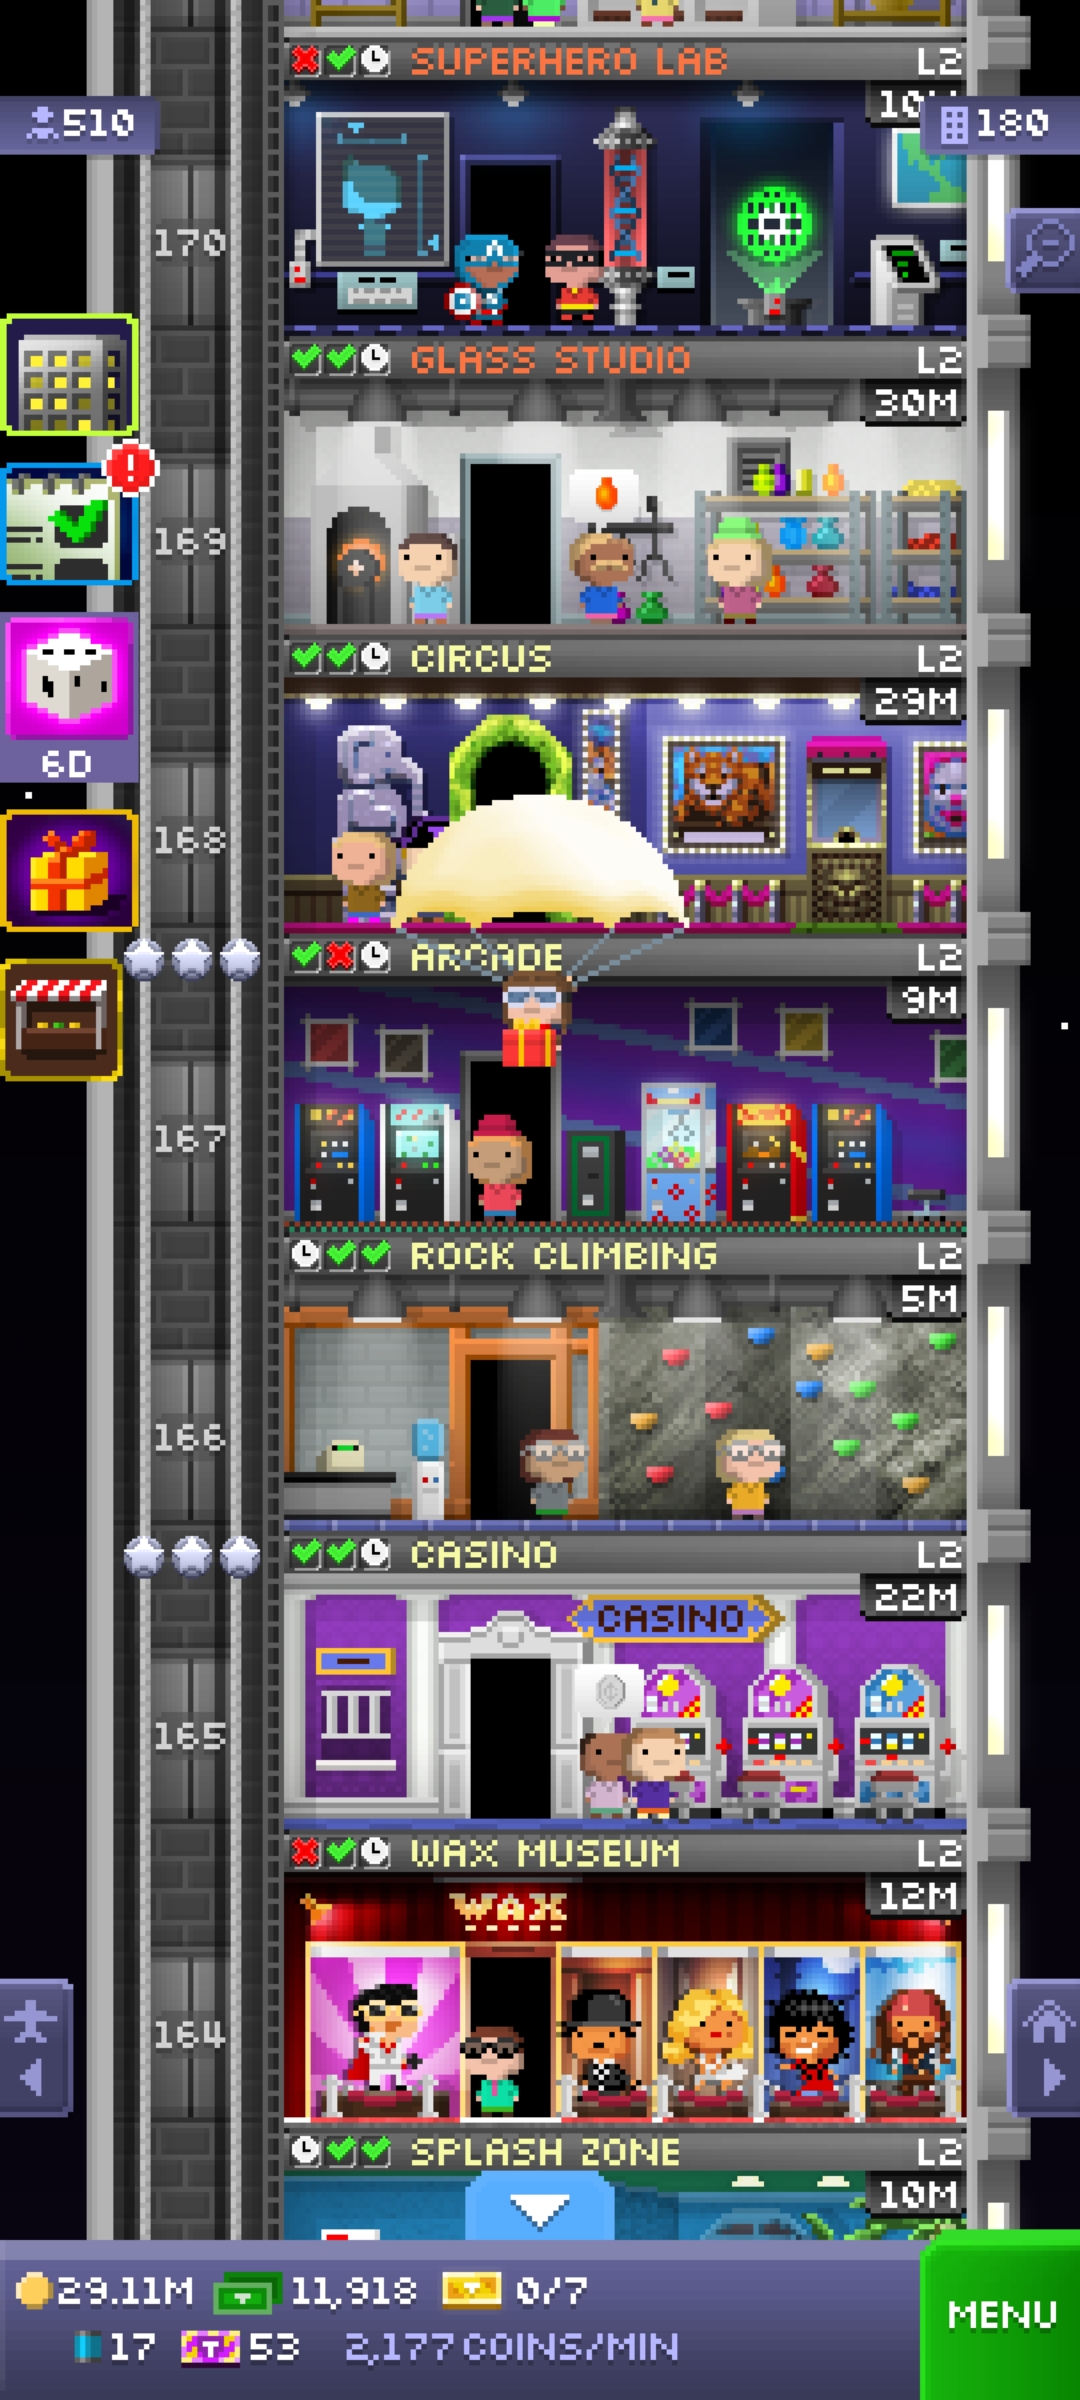 SUPERHERO LAB L2
510
180
170
GLASS STUDIO L2
30M
169
CIRCUS L2
29M
6D
168
ARCADE L2
9M
167
ROCK CLIMBING L2
5M
166
CASINO L2
22M
CASINO
165
WAX MUSEUM L2
12M
WAX
164
SPLASH ZONE L2
10M
29.11M 11,918 0/7
MENU
17 53 2,177 COINS/MIN